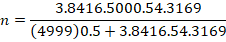 n = 3.8416.5000.54.3169
(4999)0.5 + 3.8416.54.3169